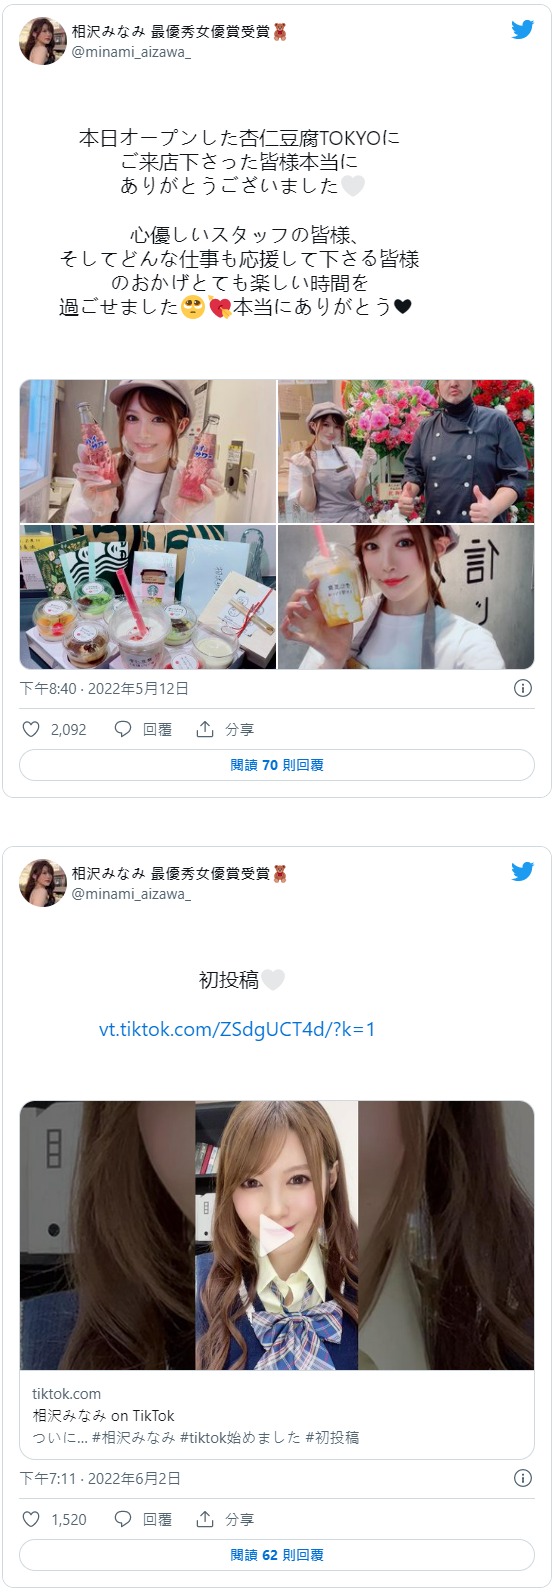 相沢みなみ 最優秀女優賞受賞🧸
@minami_aizawa_
本日オープンした杏仁豆腐TOKYOに
ご来店下さった皆様本当に
ありがとうございました🤍
心優しいスタッフの皆様、
そしてどんな仕事も応援して下さる皆様
のおかげとても楽しい時間を
過ごせました🥺💘本当にありがとう🖤
下午8:40 · 2022年5月12日
2,092 回覆 分享
閱讀 70 則回覆
相沢みなみ 最優秀女優賞受賞🧸
@minami_aizawa_
初投稿🤍
vt.tiktok.com/ZSdgUCT4d/?k=1
tiktok.com
相沢みなみ on TikTok
ついに... #相沢みなみ #tiktok始めました #初投稿
下午7:11 · 2022年6月2日
1,520 回覆 分享
閱讀 62 則回覆